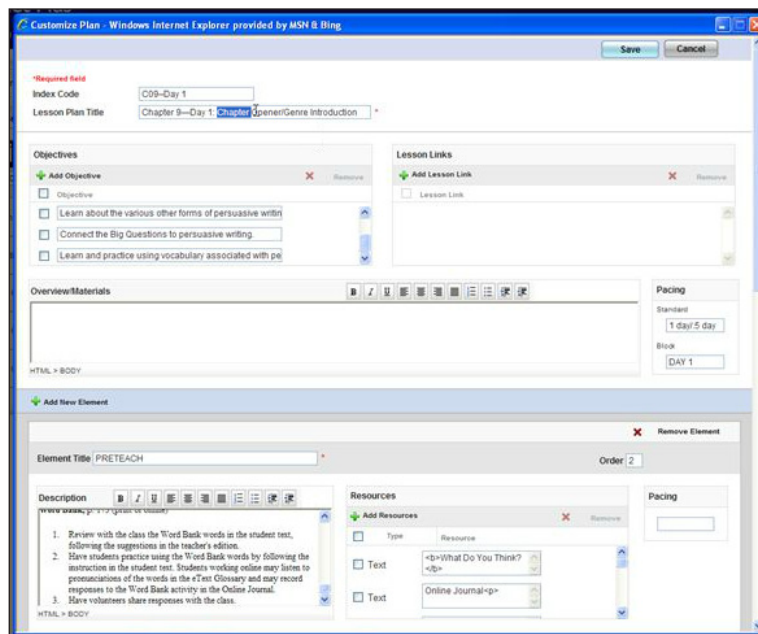 Customize Plan - Windows Internet Explorer provided by MSN & Bing
Save Cancel
*Required field
Index Code C09–Day 1
Lesson Plan Title Chapter 9—Day 1: Chapter Opener/Genre Introduction *
Objectives Lesson Links
Add Objective Remove Add Lesson Link Remove
Objective Lesson Link
Learn about the various other forms of persuasive writin
Connect the Big Questions to persuasive writing.
Learn and practice using vocabulary associated with pe
Overview/Materials B I U Pacing
Standard
1 day/.5 day
Block
DAY 1
HTML > BODY
Add New Element
Remove Element
Element Title PRETEACH * Order 2
Description B I U Resources Pacing
Word Bank, (print or online)
Add Resources Remove
Type Resource
1. Review with the class the Word Bank words in the student text,
following the suggestions in the teacher's edition.
2. Have students practice using the Word Bank words by following the
instruction in the student text. Students working online may listen to
pronunciations of the words in the eText Glossary and may record
responses to the Word Bank activity in the Online Journal.
3. Have volunteers share responses with the class.
Text <b>What Do You Think?
</b>
Text Online Journal<p>
HTML > BODY